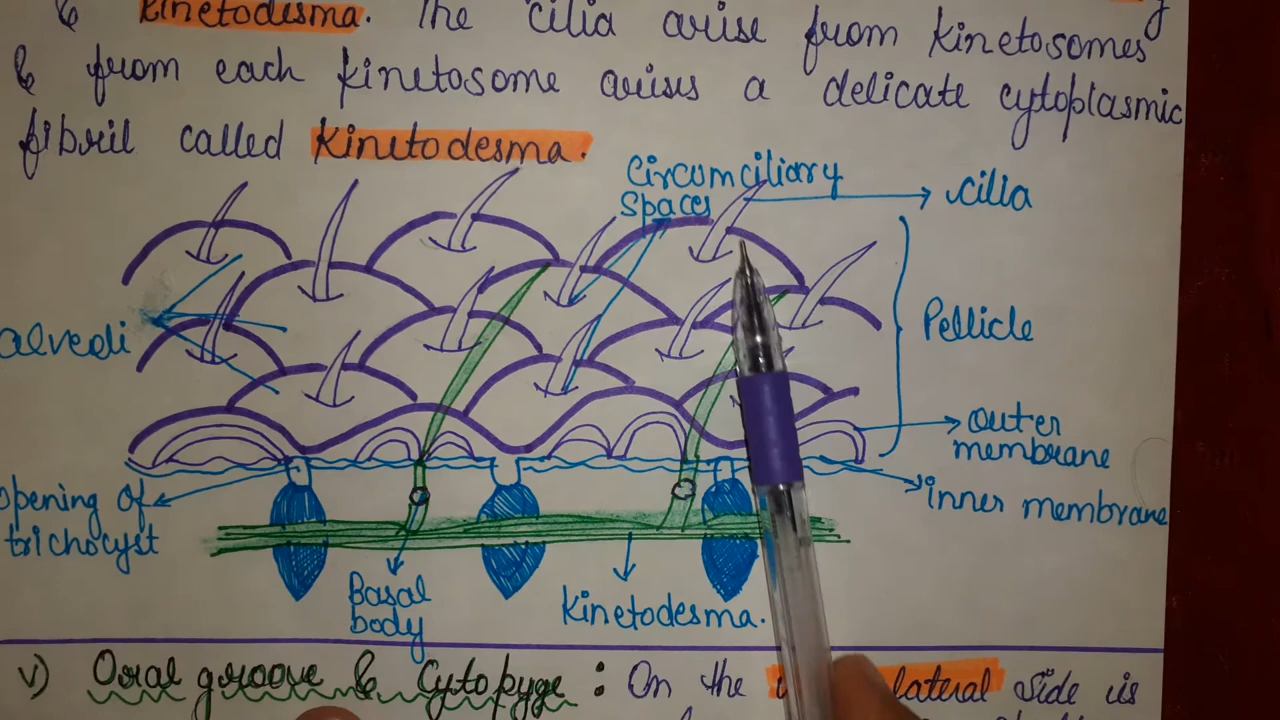 & Kinetodesma. The cilia arise from kinetosomes
& from each kinetosome arises a delicate cytoplasmic
fibril called kinetodesma.
Circumciliary
spaces
cilia
alveoli
Pellicle
outer
membrane
opening of
trichocyst
inner membrane
Basal
body
Kinetodesma.
v) Oral groove & Cytopyge : On the lateral side is